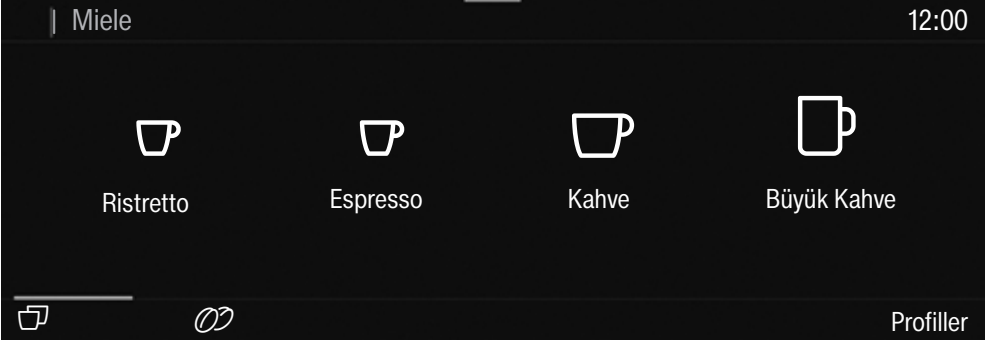 Miele
12:00
Ristretto
Espresso
Kahve
Büyük Kahve
Profiller